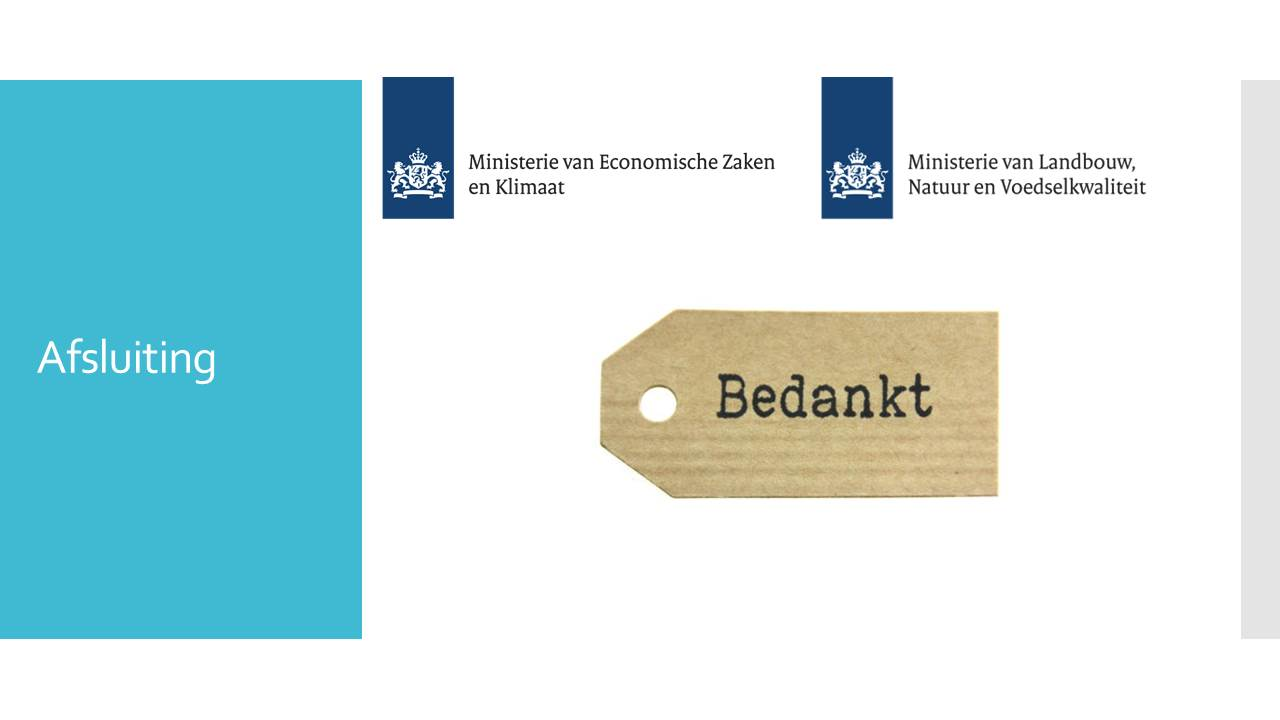 Afsluiting
Ministerie van Economische Zaken
en Klimaat
Ministerie van Landbouw,
Natuur en Voedselkwaliteit
Bedankt